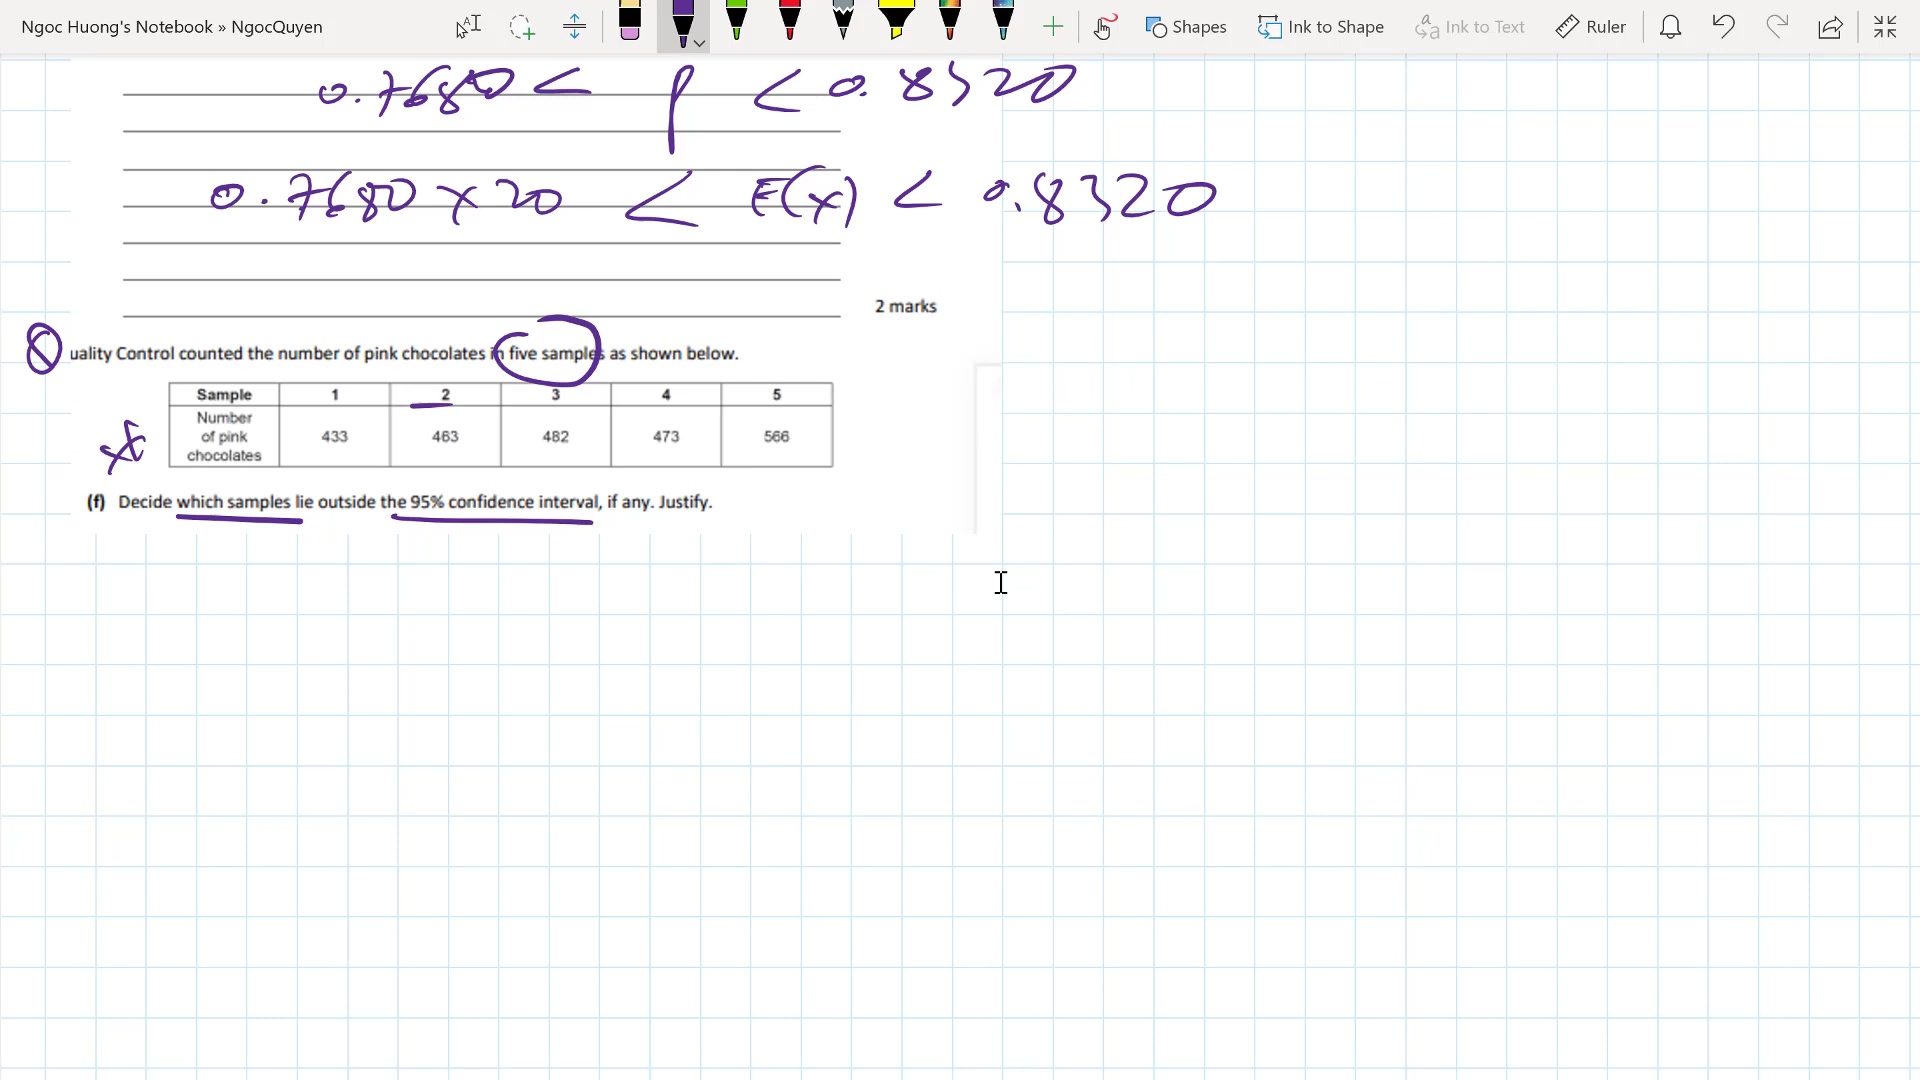 Ngoc Huong's Notebook » NgocQuyen
Shapes
Ink to Shape
Ink to Text
Ruler
0.7680 < p < 0.8320
0.7680 x 20 < E(x) < 0.8320
2 marks
Quality Control counted the number of pink chocolates in five samples as shown below.
Sample 1 2 3 4 5
Number of pink chocolates 433 463 482 473 566
(f) Decide which samples lie outside the 95% confidence interval, if any. Justify.